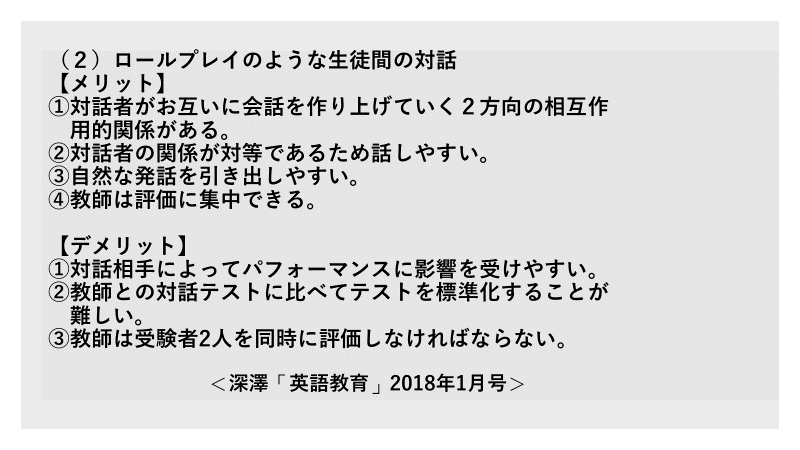 （２）ロールプレイのような生徒間の対話
【メリット】
①対話者がお互いに会話を作り上げていく２方向の相互作
用的関係がある。
②対話者の関係が対等であるため話しやすい。
③自然な発話を引き出しやすい。
④教師は評価に集中できる。
【デメリット】
①対話相手によってパフォーマンスに影響を受けやすい。
②教師との対話テストに比べてテストを標準化することが
難しい。
③教師は受験者2人を同時に評価しなければならない。
＜深澤「英語教育」2018年1月号＞